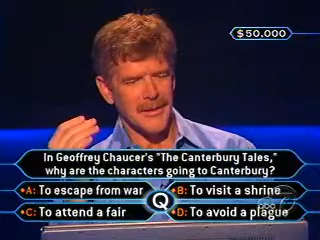 $50,000
In Geoffrey Chaucer's "The Canterbury Tales,"
why are the characters going to Canterbury?
A: To escape from war
B: To visit a shrine
Q
C: To attend a fair
D: To avoid a plague
abc